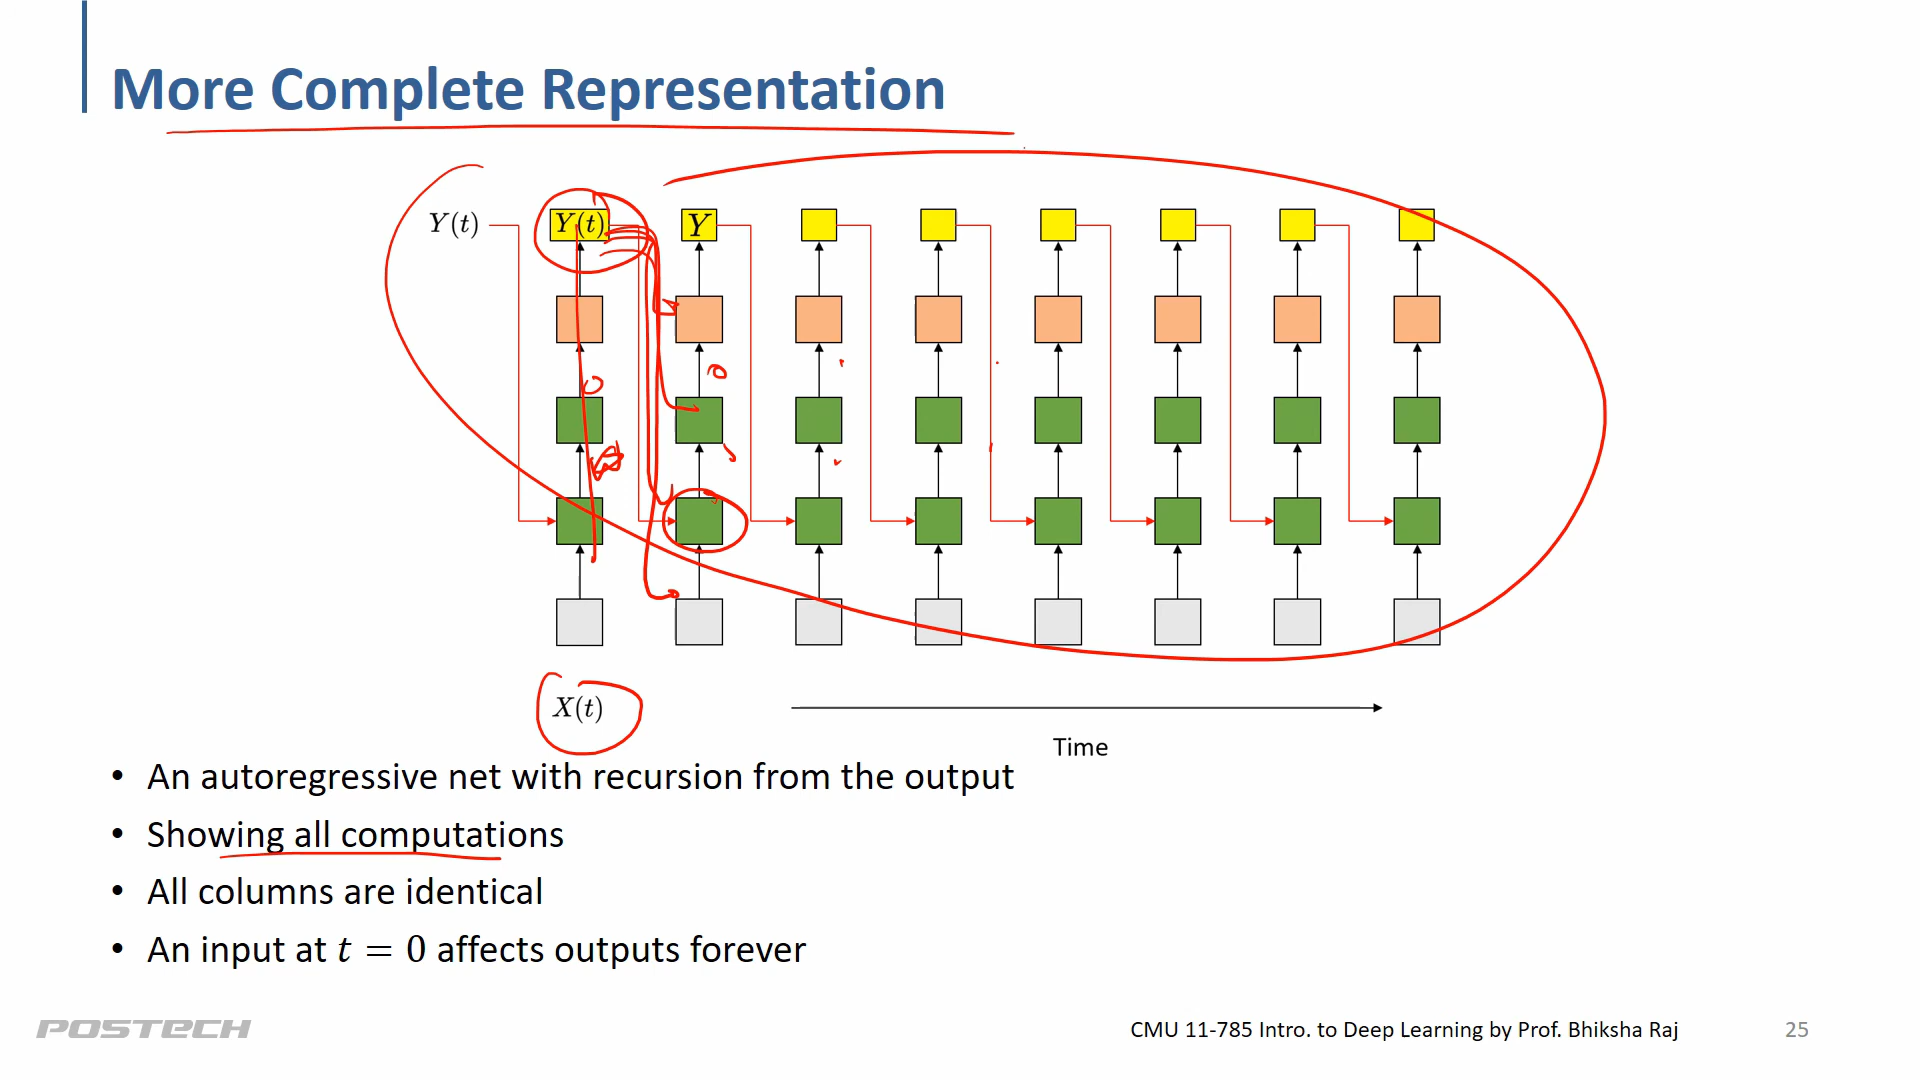 More Complete Representation
Y(t)
Y(t)
Y
X(t)
Time
• An autoregressive net with recursion from the output
• Showing all computations
• All columns are identical
• An input at t = 0 affects outputs forever
POSTECH
CMU 11-785 Intro. to Deep Learning by Prof. Bhiksha Raj
25